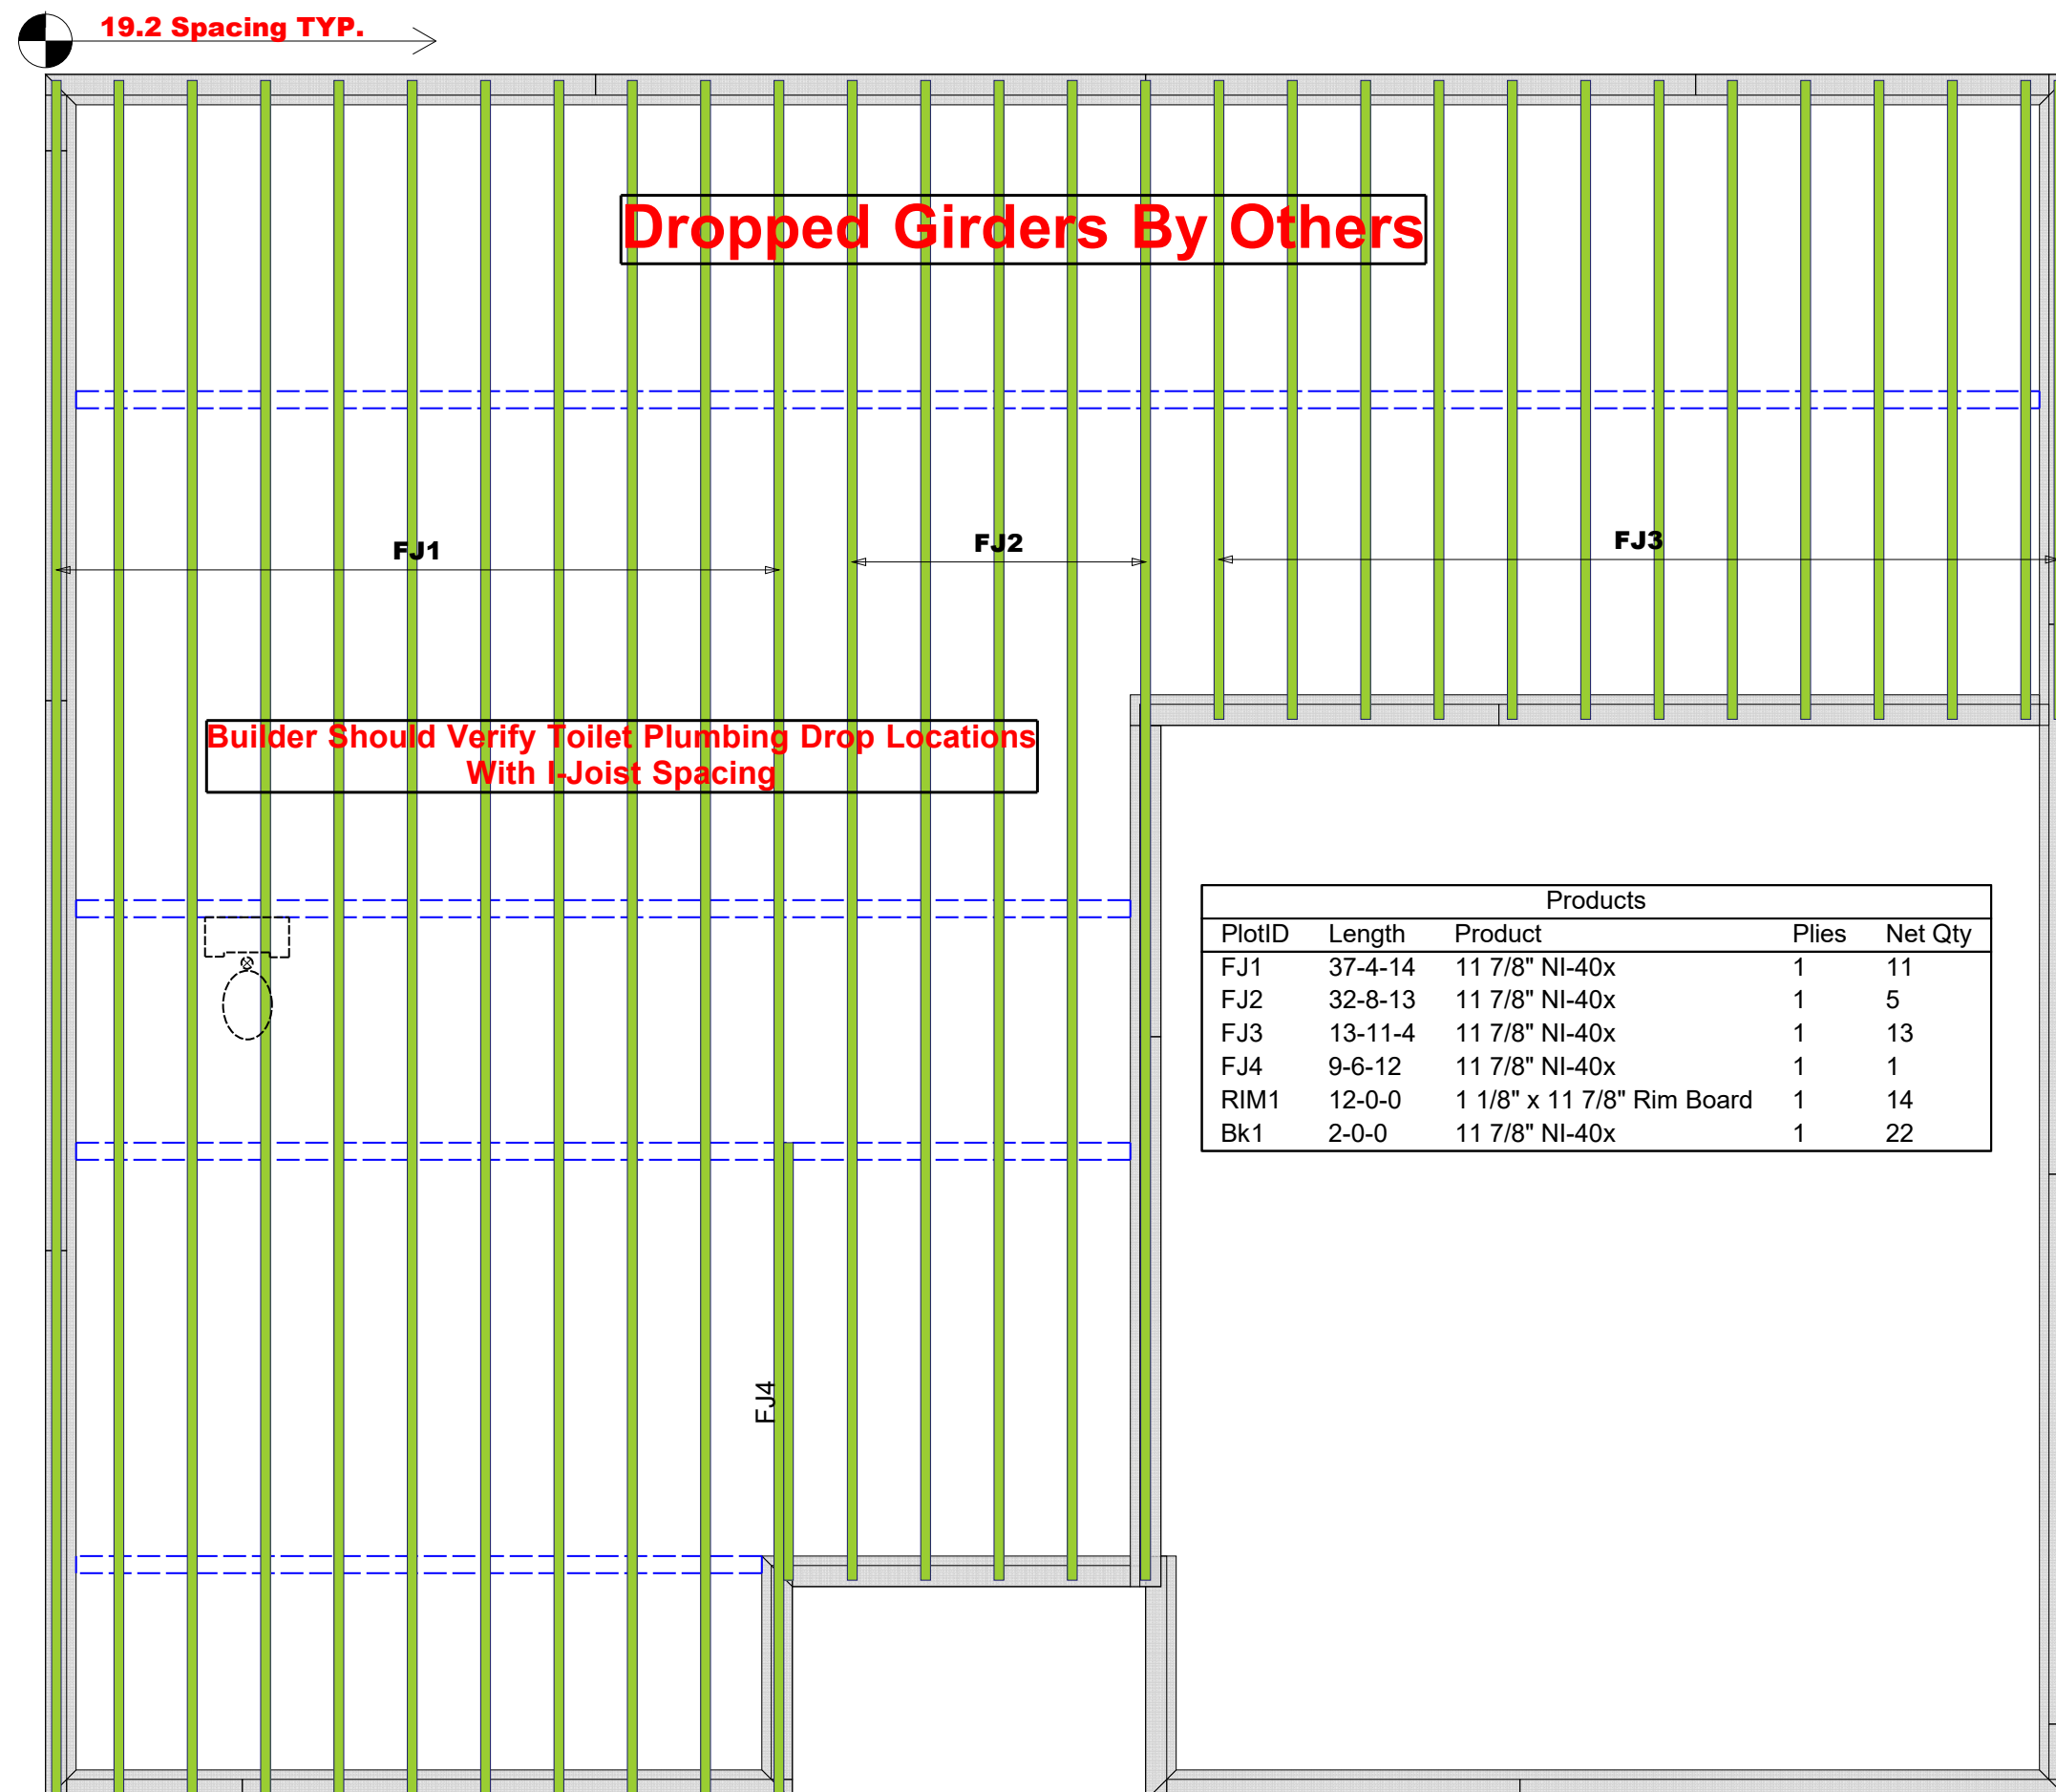 19.2 Spacing TYP.
Dropped Girders By Others
FJ1
FJ2
FJ3
Builder Should Verify Toilet Plumbing Drop Locations
With I-Joist Spacing
Products
PlotID Length Product Plies Net Qty
FJ1 37-4-14 11 7/8" NI-40x 1 11
FJ2 32-8-13 11 7/8" NI-40x 1 5
FJ3 13-11-4 11 7/8" NI-40x 1 13
FJ4 9-6-12 11 7/8" NI-40x 1 1
RIM1 12-0-0 1 1/8" x 11 7/8" Rim Board 1 14
Bk1 2-0-0 11 7/8" NI-40x 1 22
FJ4